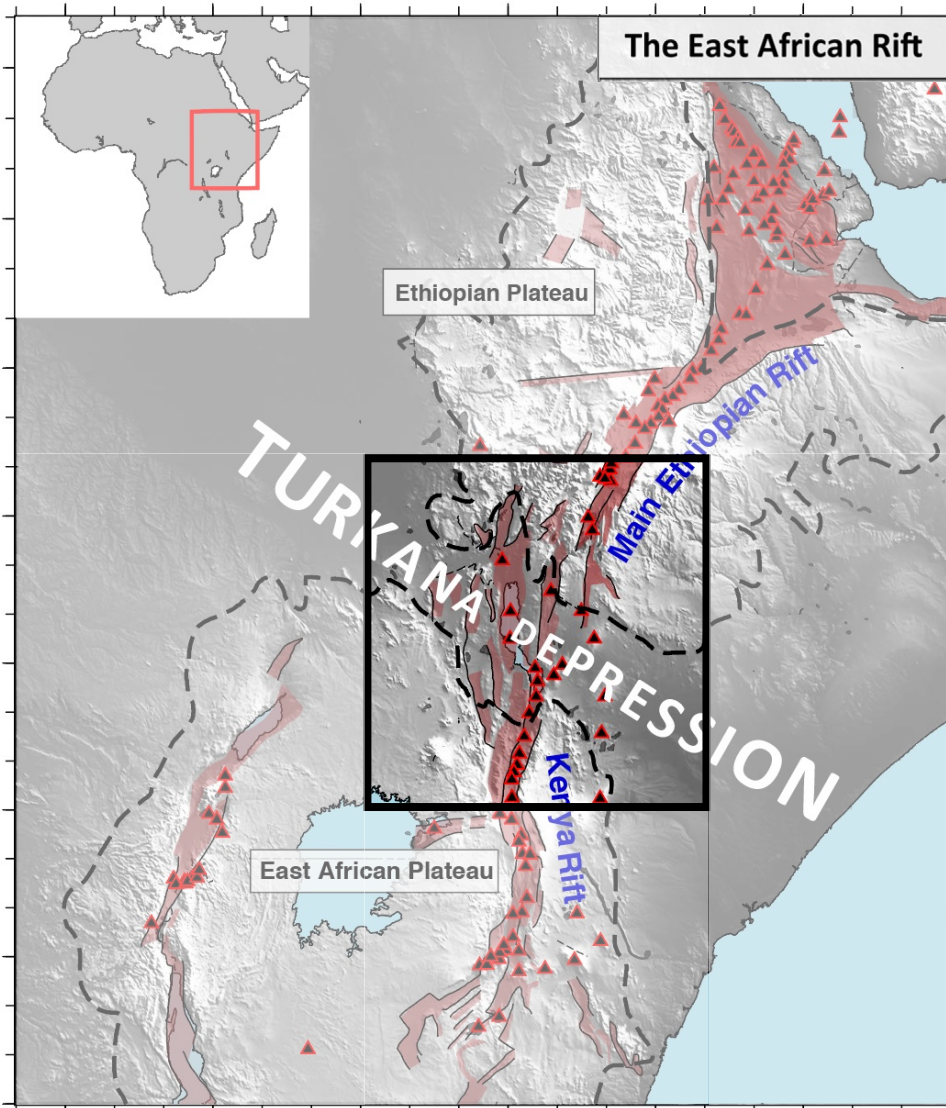 The East African Rift
Ethiopian Plateau
Main Ethiopian Rift
TURKANA DEPRESSION
Kenya Rift
East African Plateau